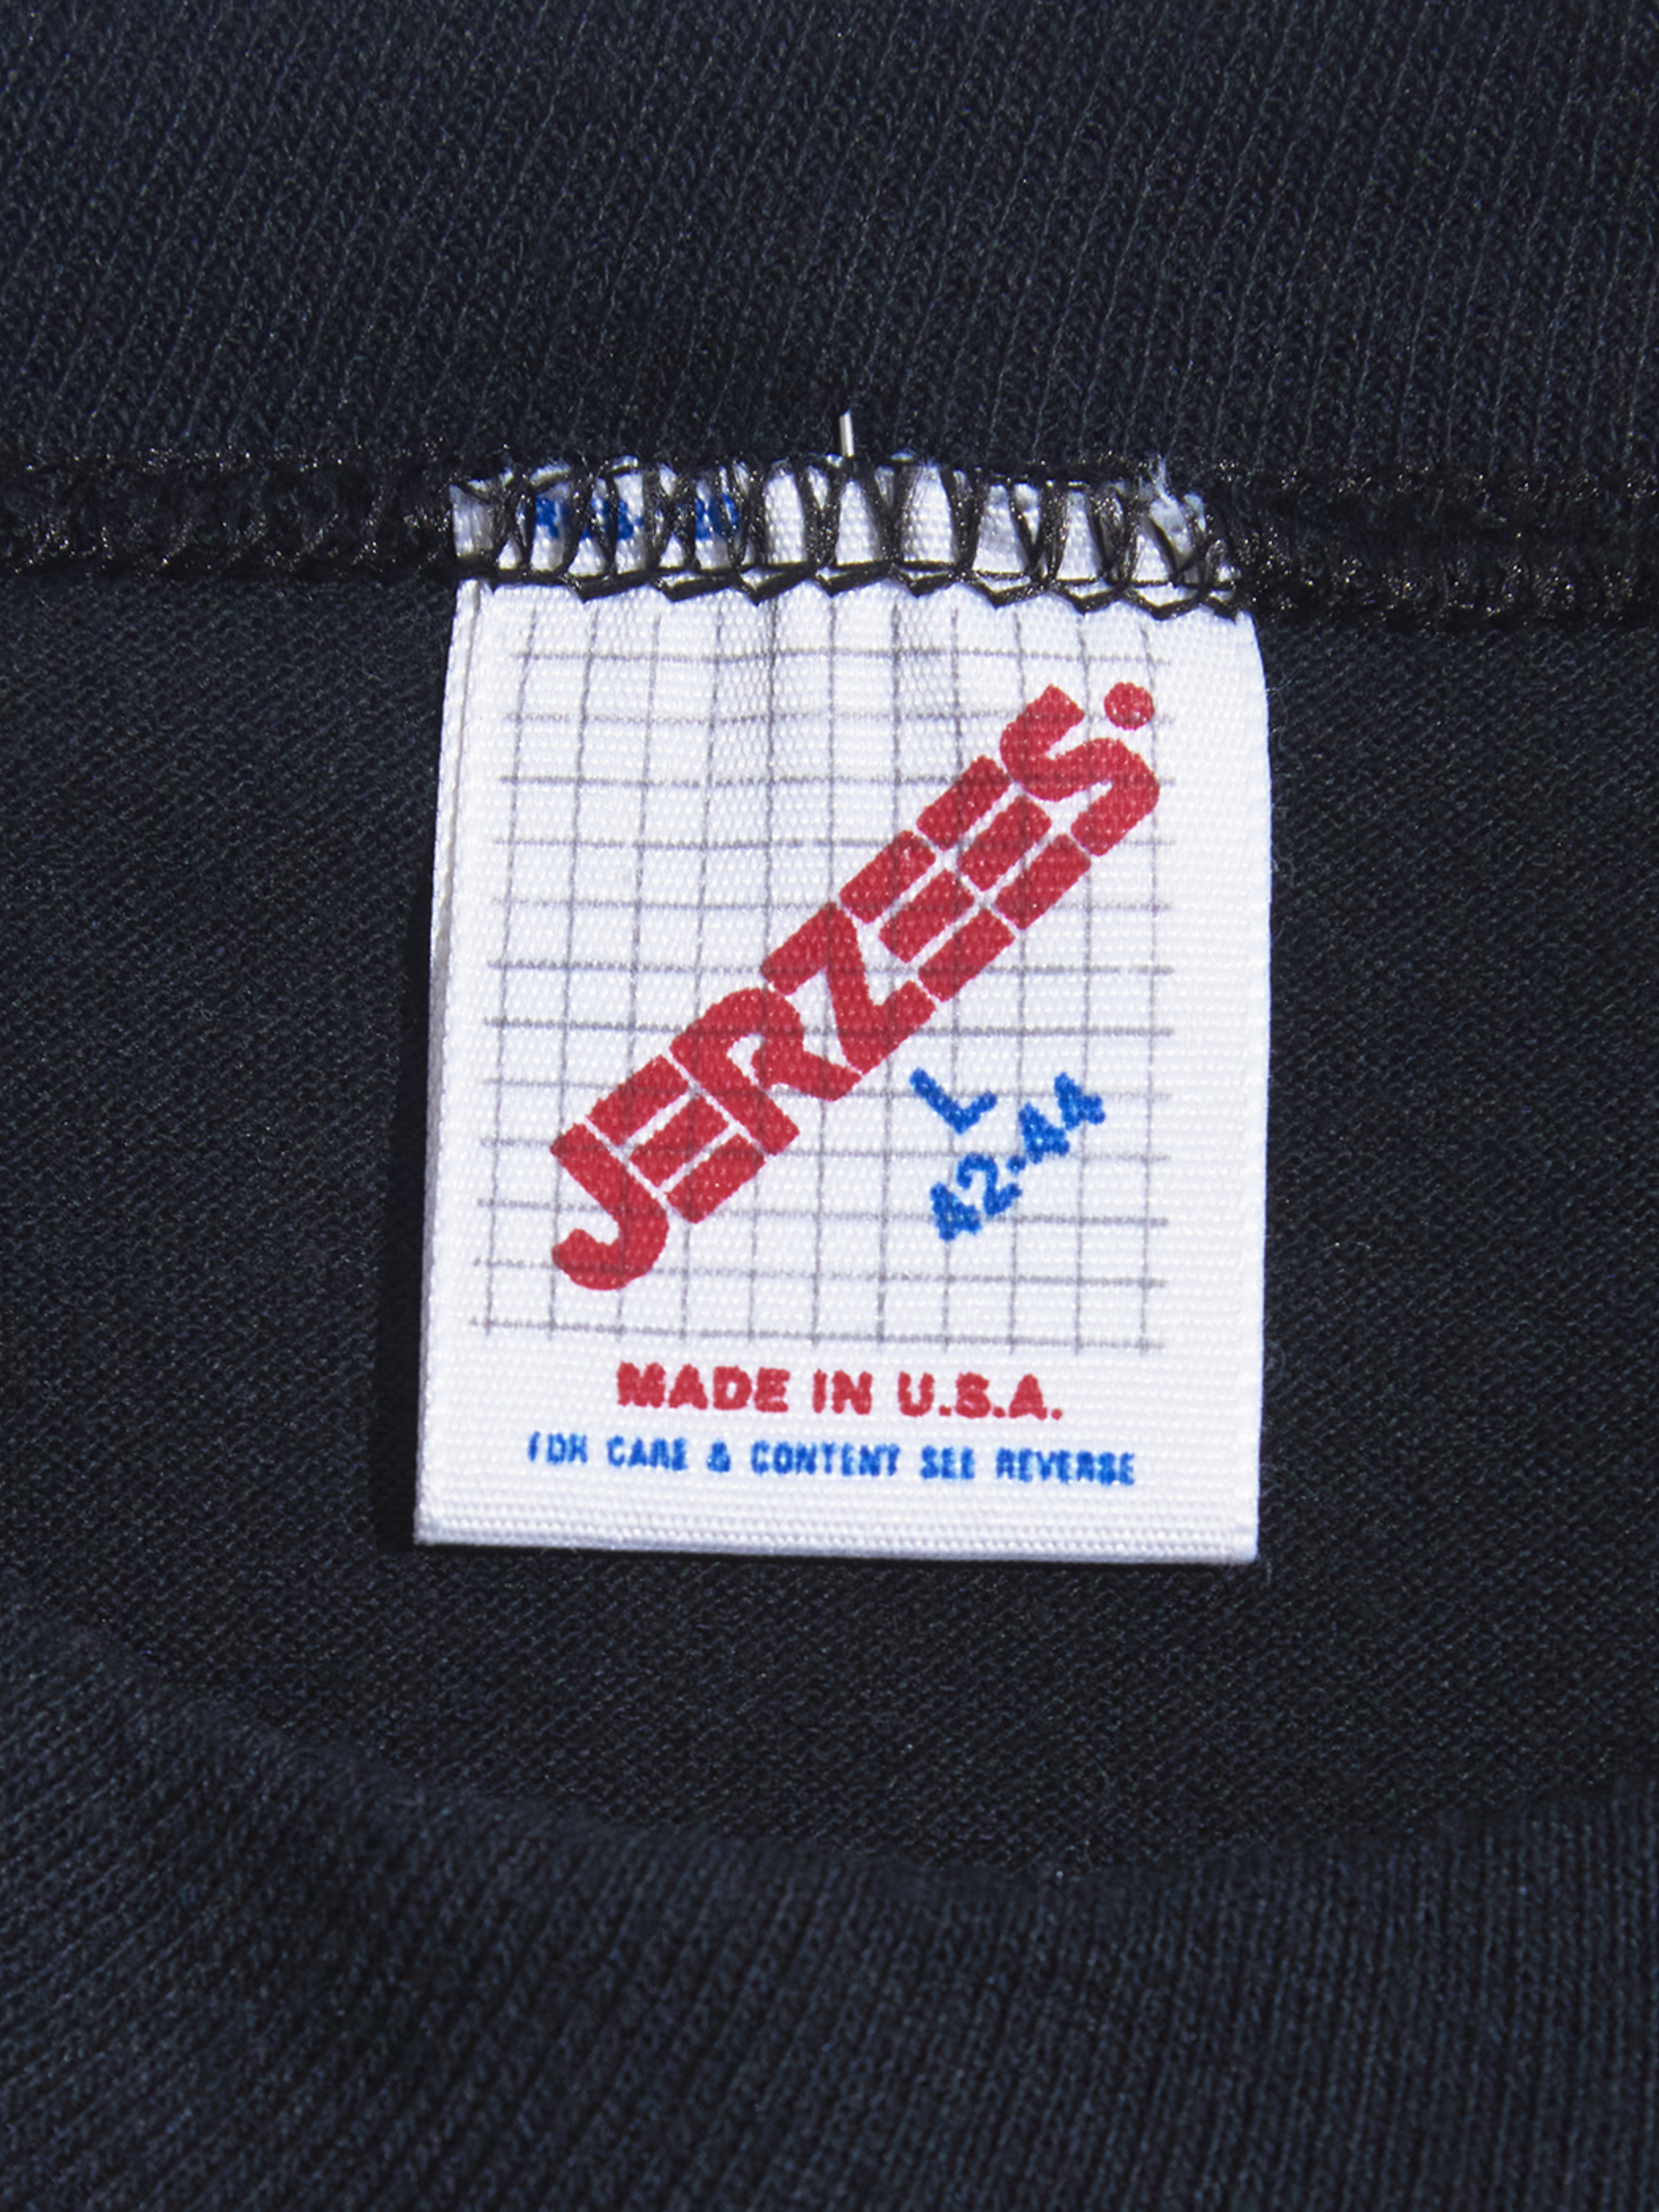 JERZEES.
L
42-44
MADE IN U.S.A.
FOR CARE & CONTENT SEE REVERSE